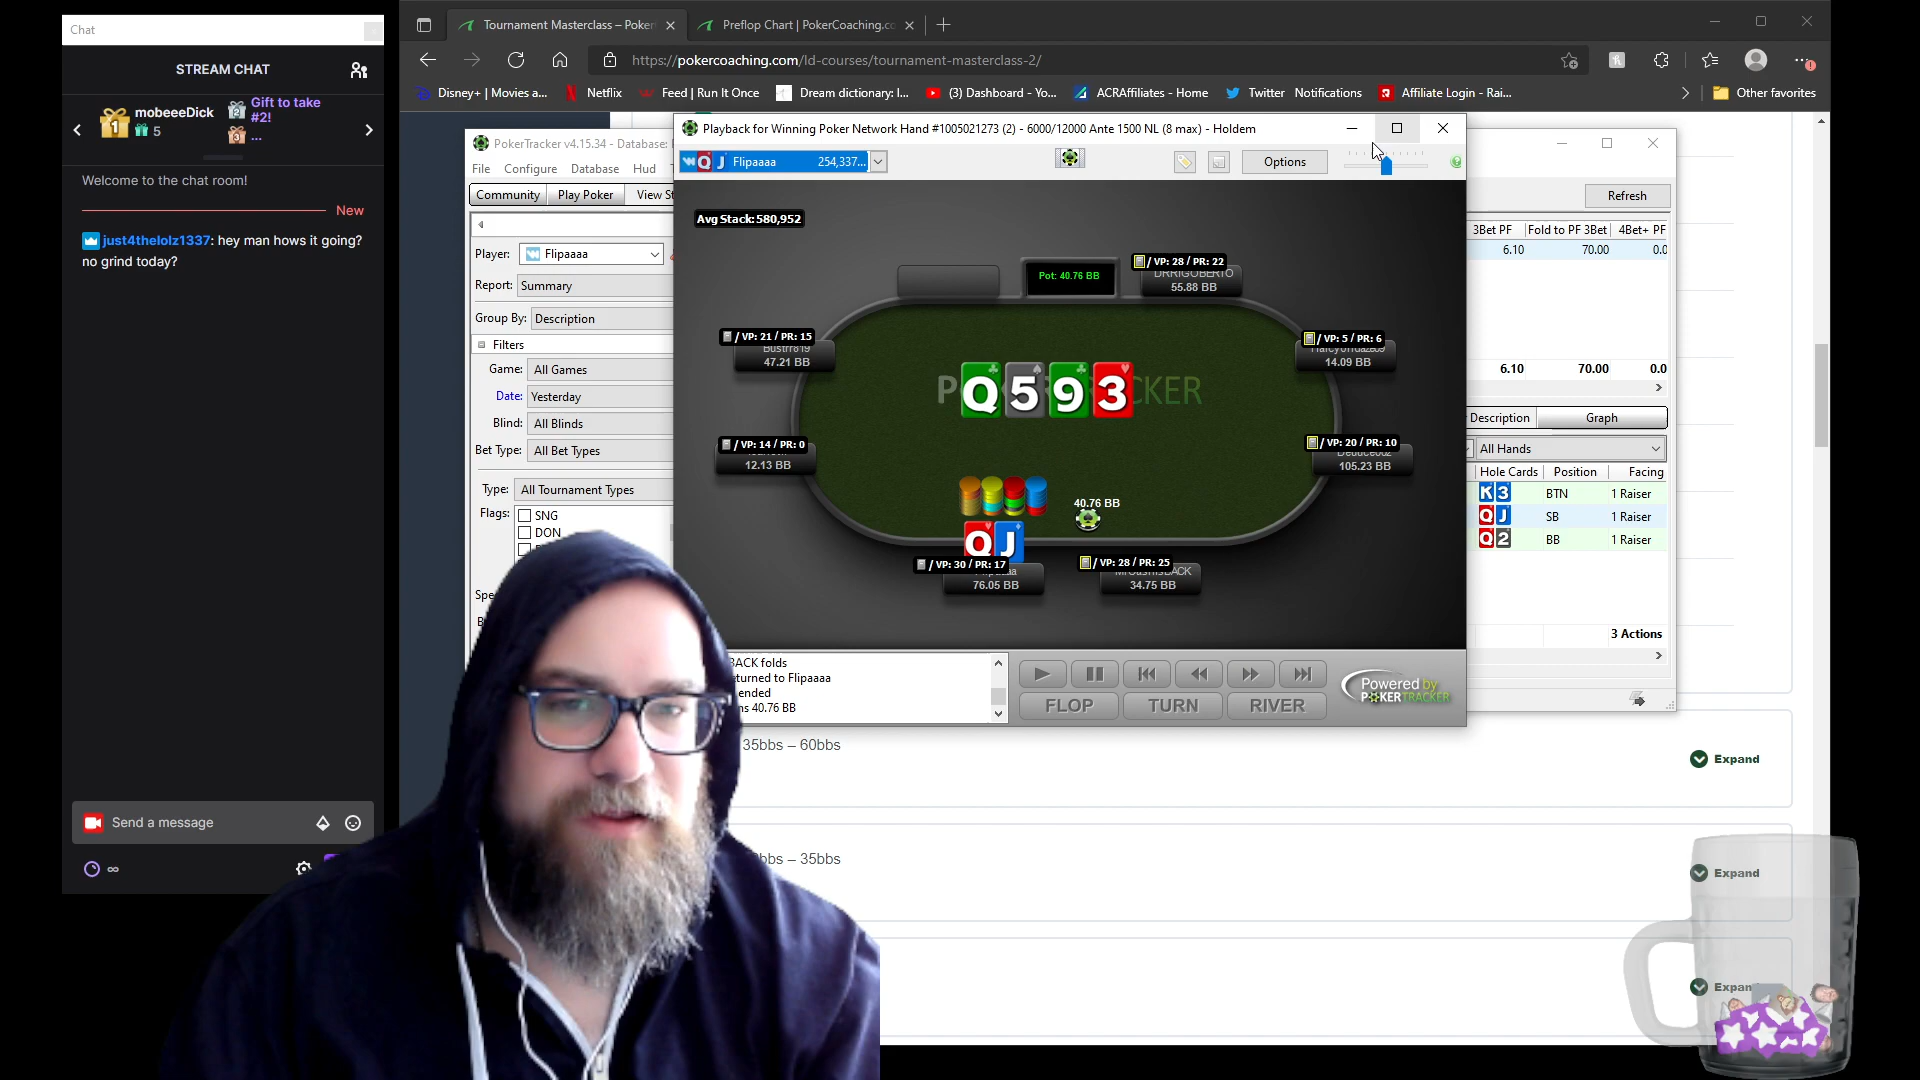 Chat
STREAM CHAT
mobeeeDick
5
Gift to take
#2!
...
Welcome to the chat room!
New
just4thelolz1337: hey man hows it going?
no grind today?
Send a message
∞
Tournament Masterclass – Poker
Preflop Chart | PokerCoaching.co
https://pokercoaching.com/ld-courses/tournament-masterclass-2/
Disney+ | Movies a...
Netflix
Feed | Run It Once
Dream dictionary: l...
(3) Dashboard - Yo...
ACRAffiliates - Home
Twitter
Notifications
Affiliate Login - Rai...
Other favorites
PokerTracker v4.15.34 - Database:
File
Configure
Database
Hud
Community
Play Poker
Player:
Flipaaaa
Report:
Summary
Group By:
Description
Filters
Game:
All Games
Date:
Yesterday
Blind:
All Blinds
Bet Type:
All Bet Types
Type:
All Tournament Types
Flags:
SNG
DON
Playback for Winning Poker Network Hand #1005021273 (2) - 6000/12000 Ante 1500 NL (8 max) - Holdem
Q J Flipaaaa 254,337...
Options
Avg Stack: 580,952
Pot: 40.76 BB
/ VP: 28 / PR: 22
DRRIGOBERTO
55.88 BB
/ VP: 21 / PR: 15
47.21 BB
/ VP: 5 / PR: 6
14.09 BB
Q 5 9 3
/ VP: 14 / PR: 0
12.13 BB
/ VP: 20 / PR: 10
105.23 BB
40.76 BB
Q J
/ VP: 30 / PR: 17
76.05 BB
/ VP: 28 / PR: 25
34.75 BB
BACK folds
turned to Flipaaaa
ended
ns 40.76 BB
FLOP
TURN
RIVER
Powered by
POKERTRACKER
Refresh
3Bet PF
Fold to PF 3Bet
4Bet+ PF
6.10
70.00
0.0
6.10
70.00
0.0
Description
Graph
All Hands
Hole Cards
Position
Facing
K 3
BTN
1 Raiser
Q J
SB
1 Raiser
Q 2
BB
1 Raiser
3 Actions
35bbs – 60bbs
Expand
bbs – 35bbs
Expand
Expand